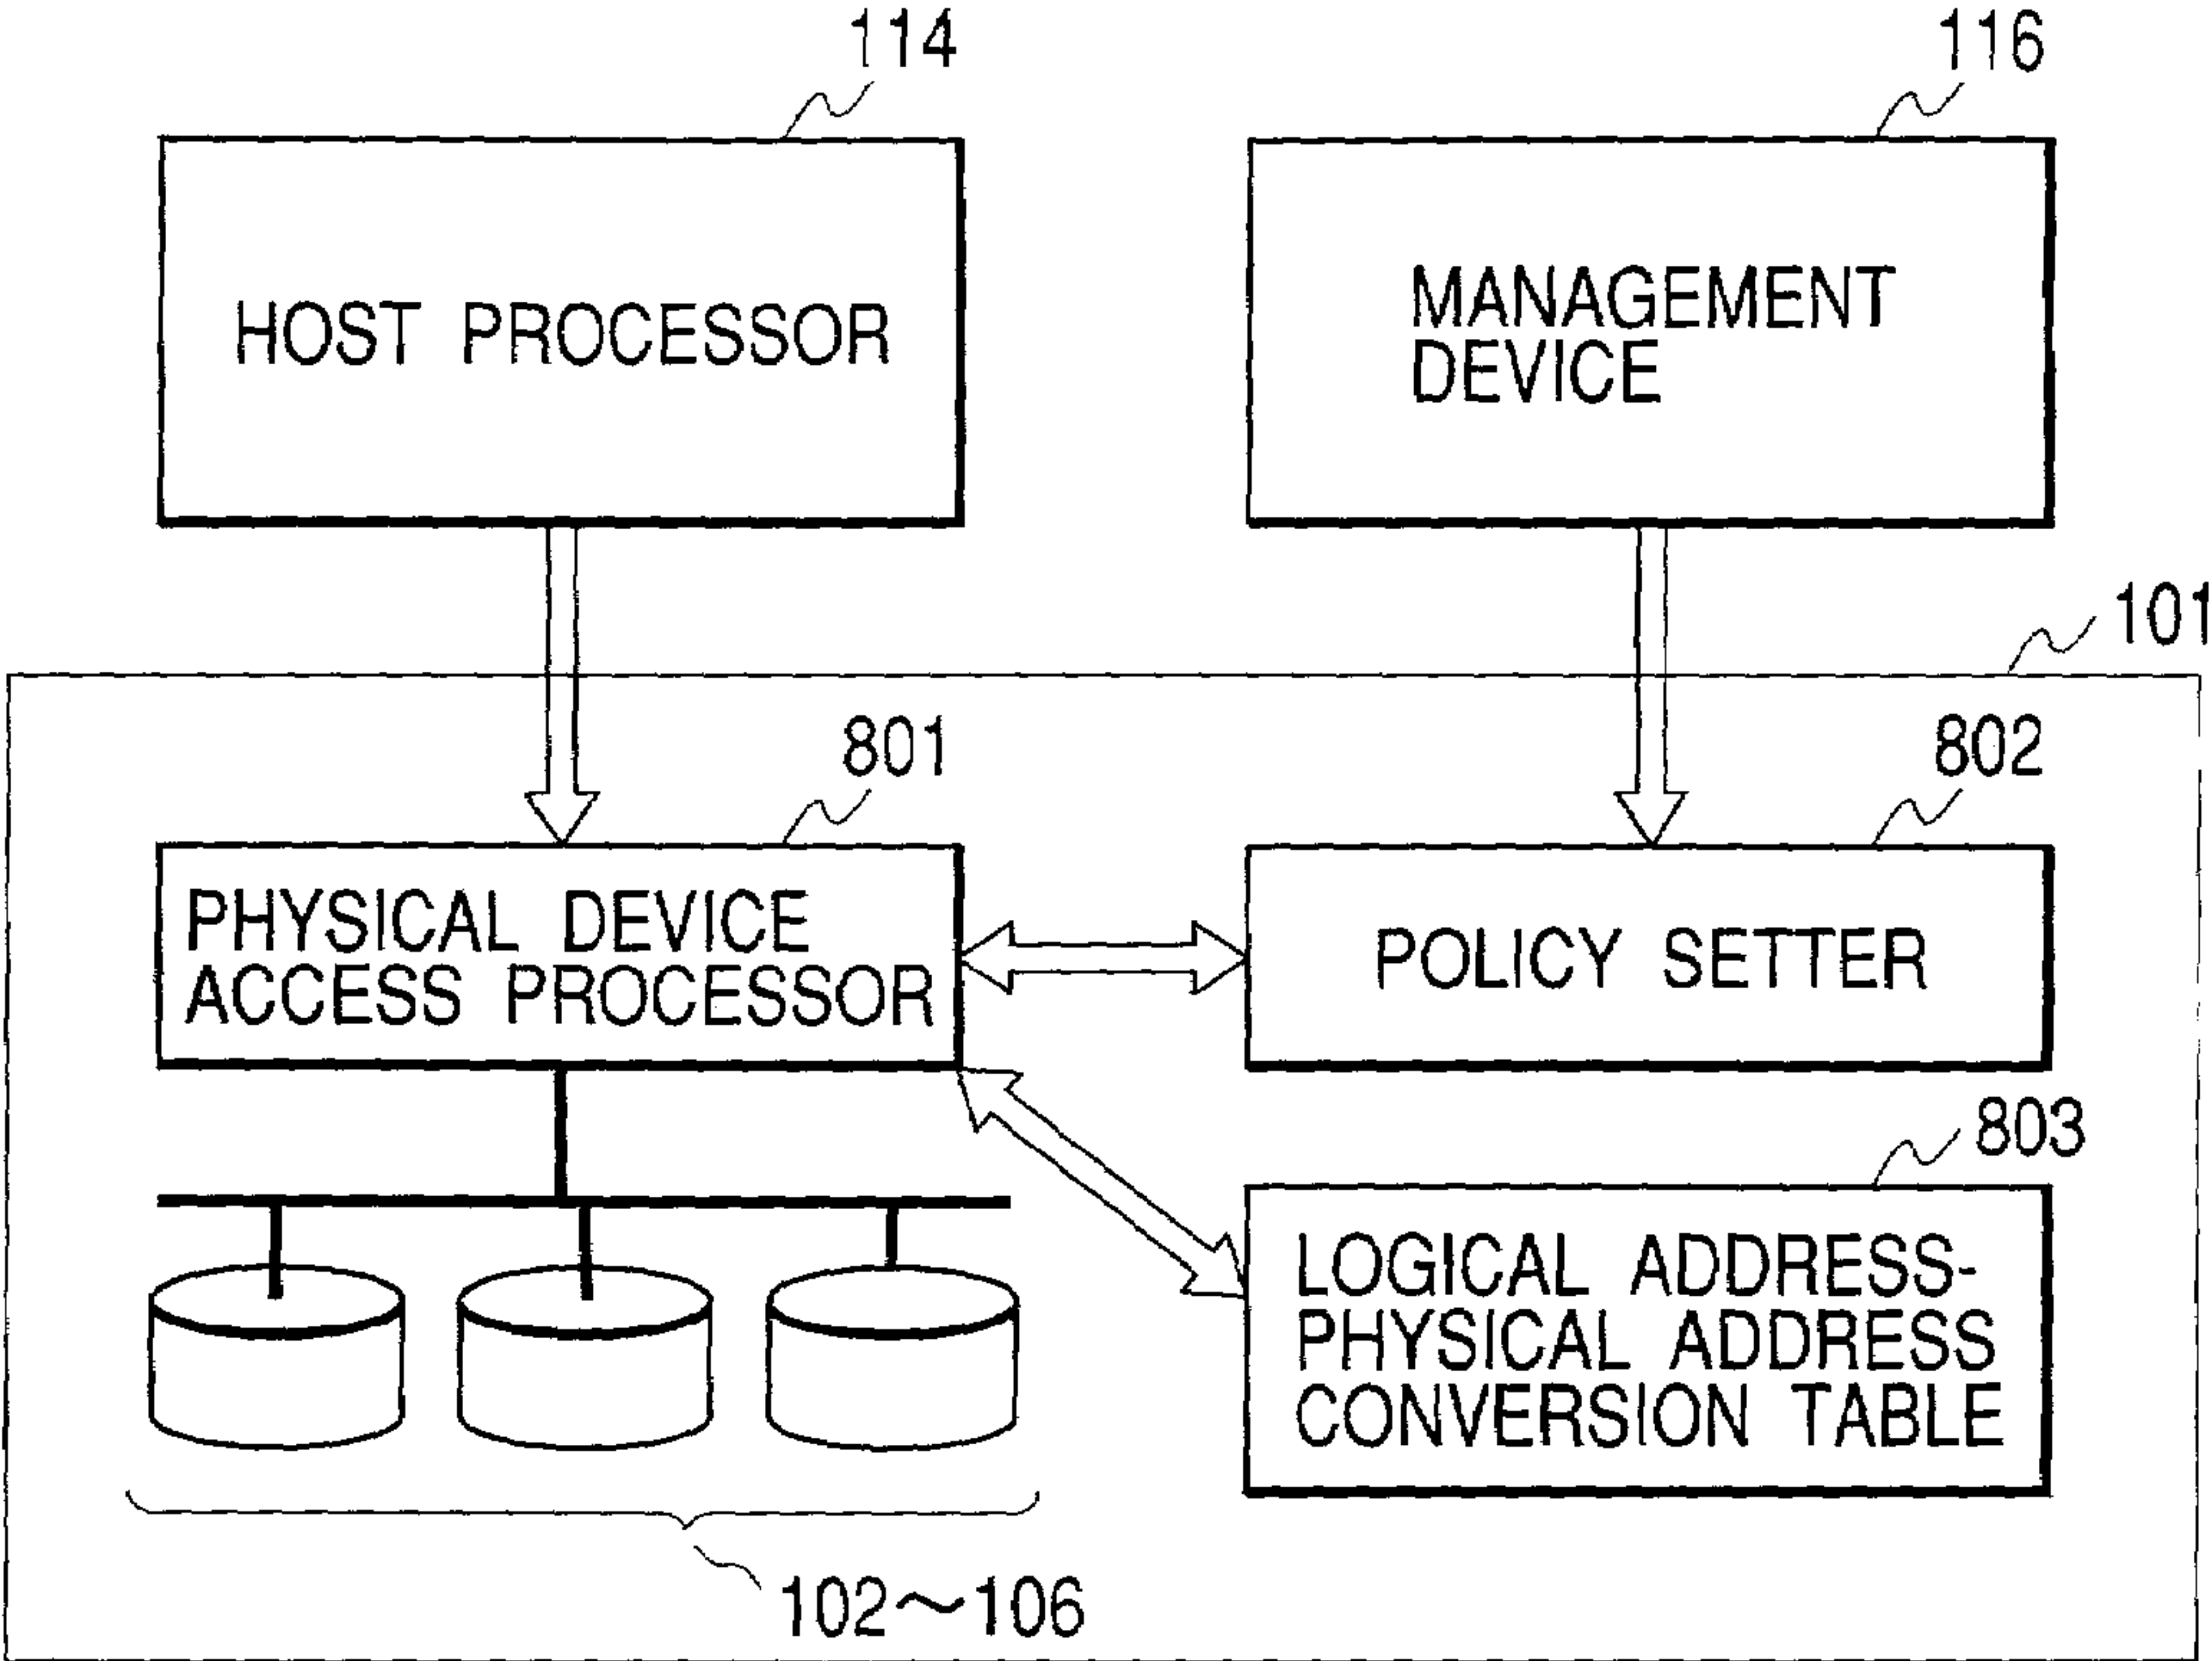 114
116
HOST PROCESSOR
MANAGEMENT
DEVICE
101
801
802
PHYSICAL DEVICE
ACCESS PROCESSOR
POLICY SETTER
803
LOGICAL ADDRESS-
PHYSICAL ADDRESS
CONVERSION TABLE
102～106